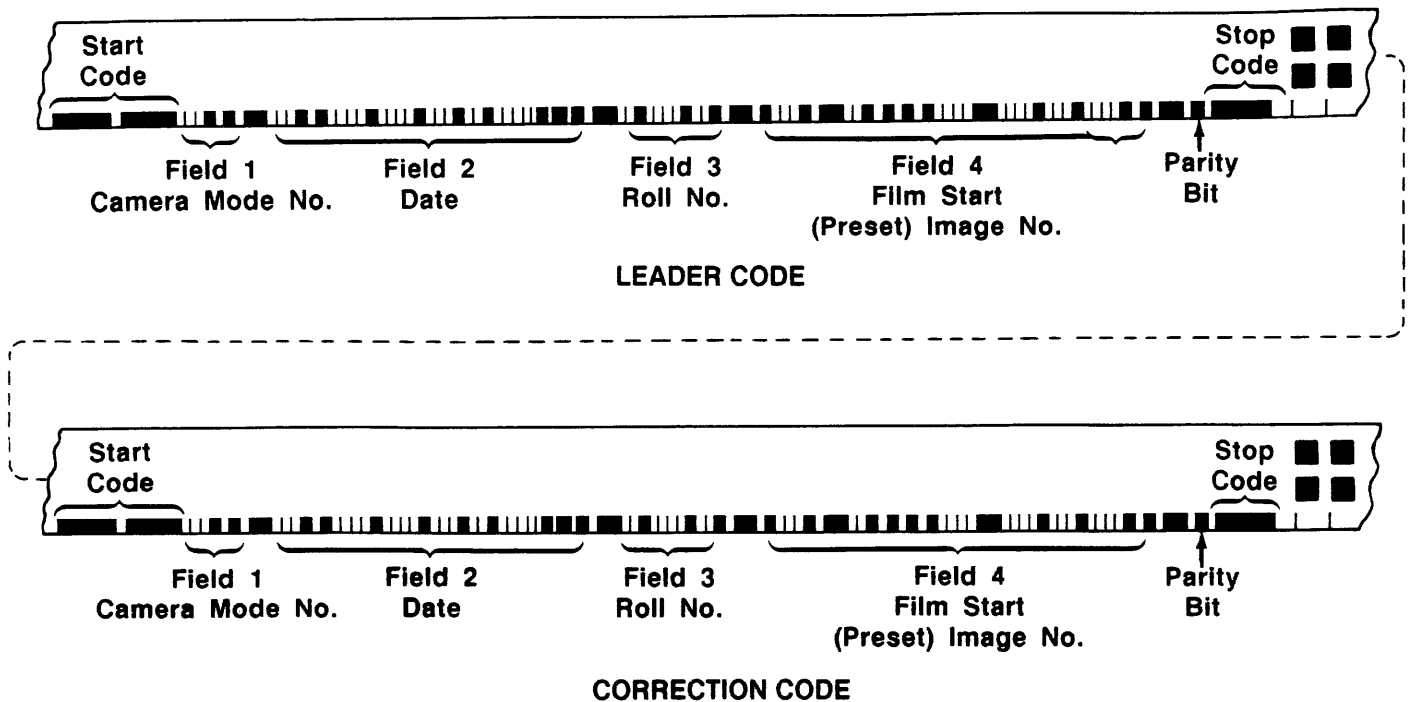 Start
Code
Stop
Code
Field 1
Camera Mode No.
Field 2
Date
Field 3
Roll No.
Field 4
Film Start
(Preset) Image No.
Parity
Bit
LEADER CODE
Start
Code
Stop
Code
Field 1
Camera Mode No.
Field 2
Date
Field 3
Roll No.
Field 4
Film Start
(Preset) Image No.
Parity
Bit
CORRECTION CODE